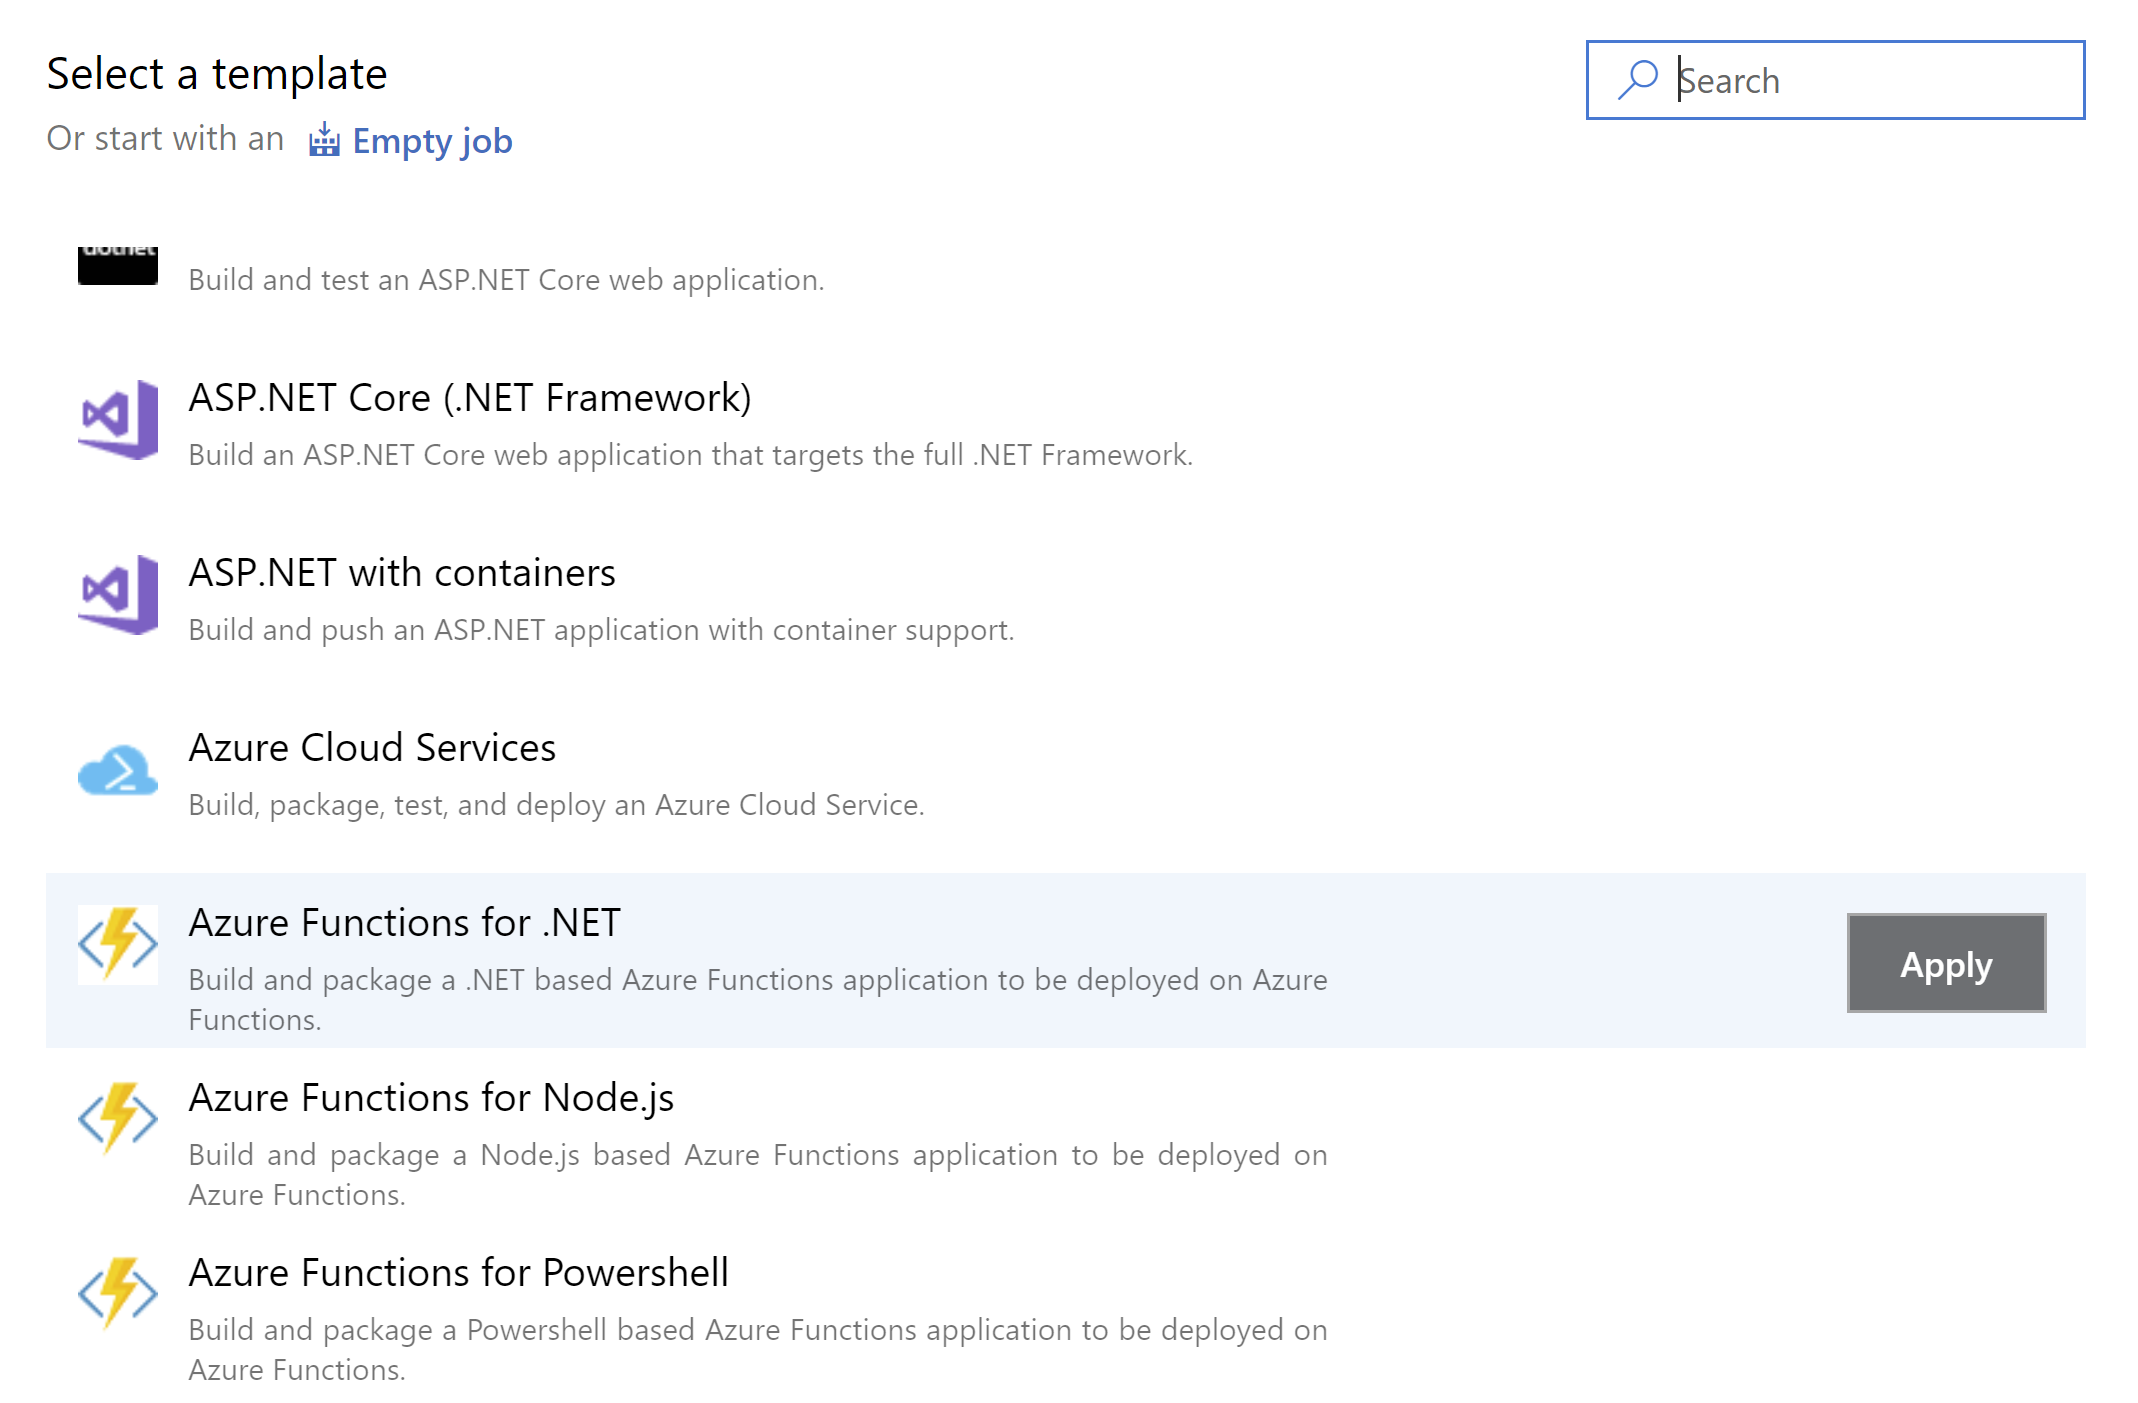 Select a template
Search
Or start with an Empty job
dotnet
Build and test an ASP.NET Core web application.
ASP.NET Core (.NET Framework)
Build an ASP.NET Core web application that targets the full .NET Framework.
ASP.NET with containers
Build and push an ASP.NET application with container support.
Azure Cloud Services
Build, package, test, and deploy an Azure Cloud Service.
Azure Functions for .NET
Build and package a .NET based Azure Functions application to be deployed on Azure
Functions.
Apply
Azure Functions for Node.js
Build and package a Node.js based Azure Functions application to be deployed on
Azure Functions.
Azure Functions for Powershell
Build and package a Powershell based Azure Functions application to be deployed on
Azure Functions.